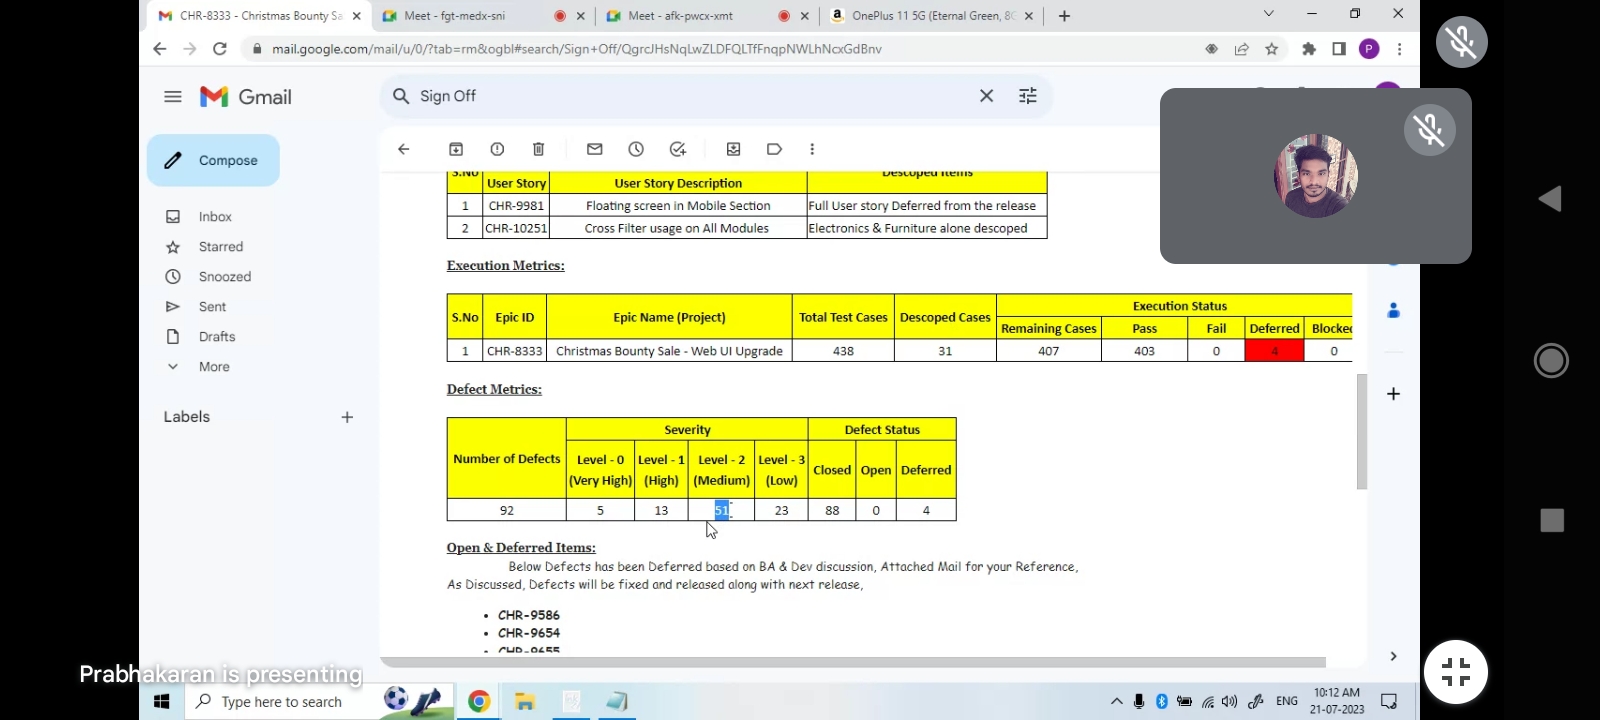 CHR-8333 - Christmas Bounty Sa
Meet - fgt-medx-sni
Meet - afk-pwcx-xmt
a OnePlus 11 5G (Eternal Green, 8G
mail.google.com/mail/u/0/?tab=rm&ogbl#search/Sign+Off/QgrcJHsNqLwZLDFQLTfFnqpNWLhNcxGdBnv
P
Gmail
Sign Off
Compose
Inbox
Starred
Snoozed
Sent
Drafts
More
Labels
S.No User Story User Story Description Descoped Items
1 CHR-9981 Floating screen in Mobile Section Full User story Deferred from the release
2 CHR-10251 Cross Filter usage on All Modules Electronics & Furniture alone descoped
Execution Metrics:
S.No Epic ID Epic Name (Project) Total Test Cases Descoped Cases Execution Status
Remaining Cases Pass Fail Deferred Blocked
1 CHR-8333 Christmas Bounty Sale - Web UI Upgrade 438 31 407 403 0 4 0
Defect Metrics:
Number of Defects Severity Defect Status
Level - 0 Level - 1 Level - 2 Level - 3 Closed Open Deferred
(Very High) (High) (Medium) (Low)
92 5 13 51 23 88 0 4
Open & Deferred Items:
Below Defects has been Deferred based on BA & Dev discussion, Attached Mail for your Reference,
As Discussed, Defects will be fixed and released along with next release,
• CHR-9586
• CHR-9654
• CHR-9655
Prabhakaran is presenting
Type here to search
ENG
10:12 AM
21-07-2023